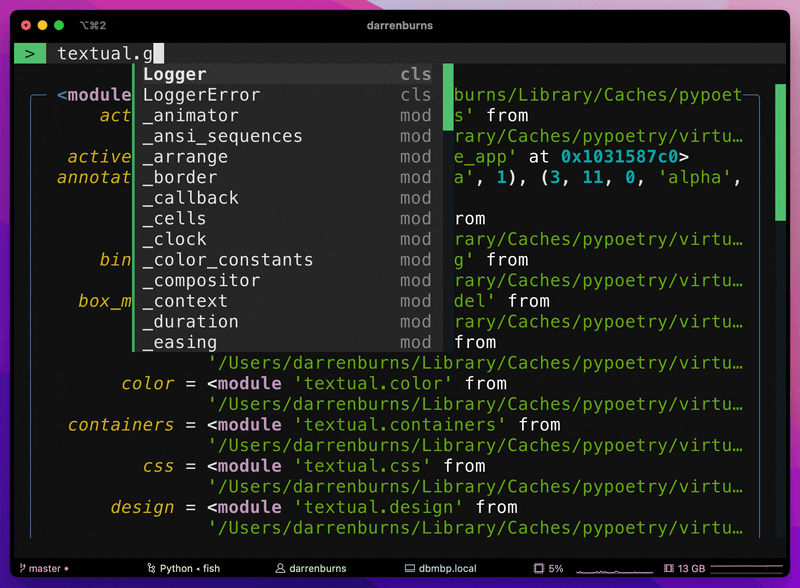 ⌥⌘2 darrenburns
> textual.g
Logger cls
<module LoggerError cls burns/Library/Caches/pypoet
act _animator mod s' from
_ansi_sequences mod rary/Caches/pypoetry/virtu…
active _arrange mod e_app' at 0x1031587c0>
annotat _border mod a', 1), (3, 11, 0, 'alpha',
_callback mod
_cells mod rom
_clock mod rary/Caches/pypoetry/virtu…
bin _color_constants mod g' from
_compositor mod rary/Caches/pypoetry/virtu…
box_m _context mod del' from
_duration mod rary/Caches/pypoetry/virtu…
_easing mod from
'/Users/darrenburns/Library/Caches/pypoetry/virtu…
color = <module 'textual.color' from
'/Users/darrenburns/Library/Caches/pypoetry/virtu…
containers = <module 'textual.containers' from
'/Users/darrenburns/Library/Caches/pypoetry/virtu…
css = <module 'textual.css' from
'/Users/darrenburns/Library/Caches/pypoetry/virtu…
design = <module 'textual.design' from
'/Users/darrenburns/Library/Caches/pypoetry/virtu…
master • Python ◂ fish darrenburns dbmbp.local 5% 13 GB